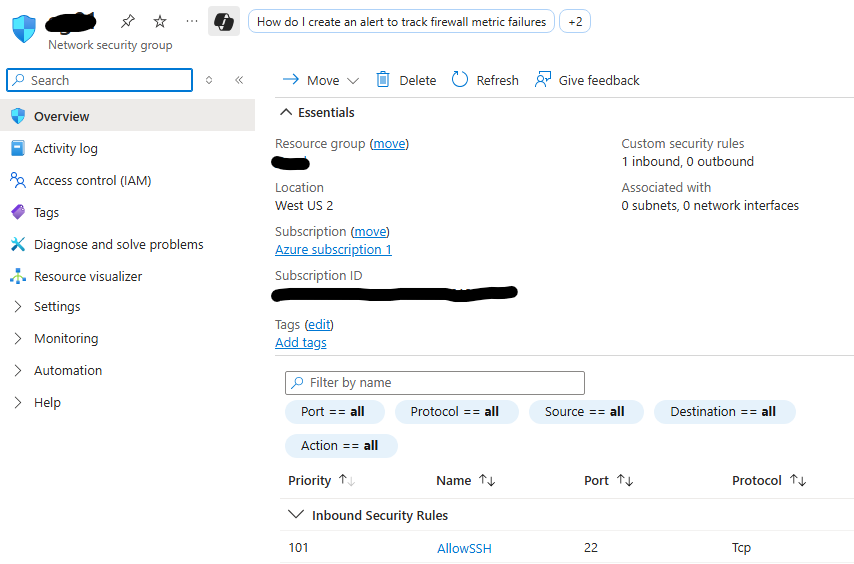 Network security group
How do I create an alert to track firewall metric failures
+2
Search
Overview
Activity log
Access control (IAM)
Tags
Diagnose and solve problems
Resource visualizer
Settings
Monitoring
Automation
Help
Move
Delete
Refresh
Give feedback
Essentials
Resource group (move)
Location
West US 2
Subscription (move)
Azure subscription 1
Subscription ID
Tags (edit)
Add tags
Custom security rules
1 inbound, 0 outbound
Associated with
0 subnets, 0 network interfaces
Filter by name
Port == all
Protocol == all
Source == all
Destination == all
Action == all
Priority Name Port Protocol
Inbound Security Rules
101 AllowSSH 22 Tcp